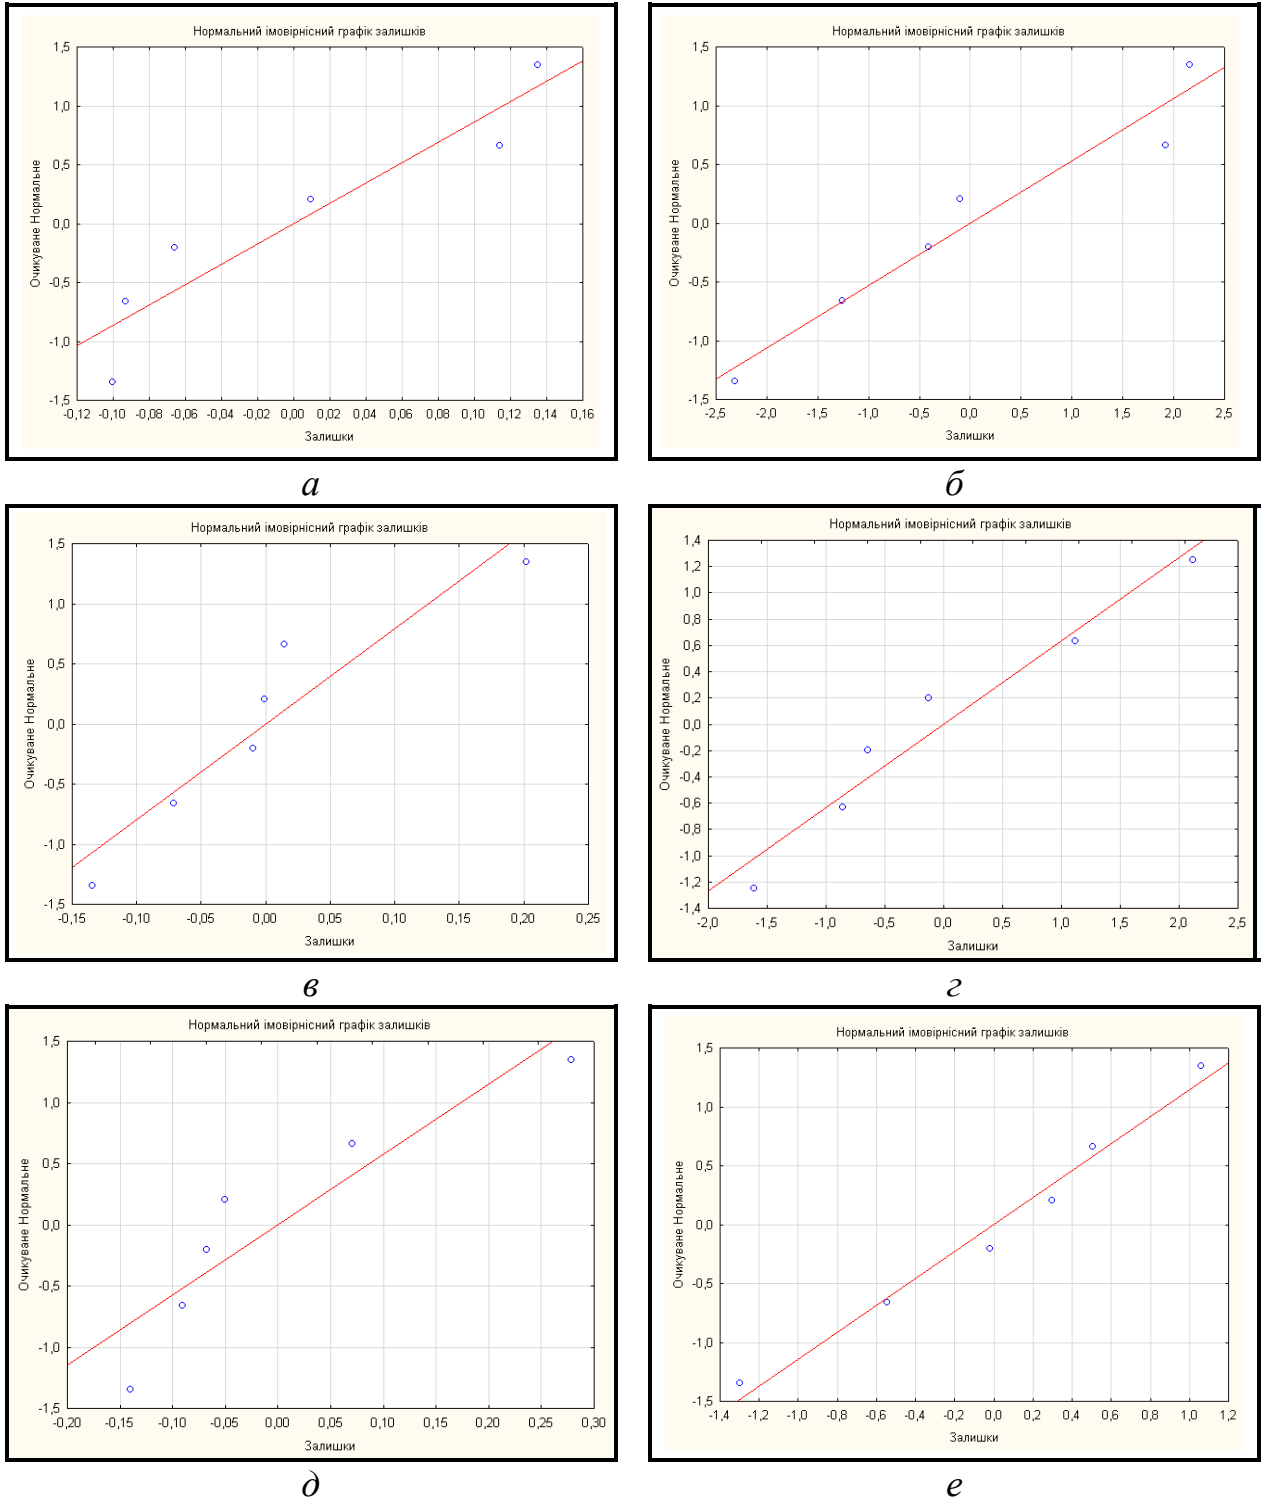 Нормальний імовірнісний графік залишків
1,5
1,0
0,5
0,0
-0,5
-1,0
-1,5
-0,12 -0,10 -0,08 -0,06 -0,04 -0,02 0,00 0,02 0,04 0,06 0,08 0,10 0,12 0,14 0,16
Залишки
Очикуване Нормальне
а
Нормальний імовірнісний графік залишків
1,5
1,0
0,5
0,0
-0,5
-1,0
-1,5
-2,5 -2,0 -1,5 -1,0 -0,5 0,0 0,5 1,0 1,5 2,0 2,5
Залишки
Очикуване Нормальне
б
Нормальний імовірнісний графік залишків
1,5
1,0
0,5
0,0
-0,5
-1,0
-1,5
-0,15 -0,10 -0,05 0,00 0,05 0,10 0,15 0,20 0,25
Залишки
Очикуване Нормальне
в
Нормальний імовірнісний графік залишків
1,4
1,2
1,0
0,8
0,6
0,4
0,2
0,0
-0,2
-0,4
-0,6
-0,8
-1,0
-1,2
-1,4
-2,0 -1,5 -1,0 -0,5 0,0 0,5 1,0 1,5 2,0 2,5
Залишки
Очикуване Нормальне
г
Нормальний імовірнісний графік залишків
1,5
1,0
0,5
0,0
-0,5
-1,0
-1,5
-0,20 -0,15 -0,10 -0,05 0,00 0,05 0,10 0,15 0,20 0,25 0,30
Залишки
Очикуване Нормальне
д
Нормальний імовірнісний графік залишків
1,5
1,0
0,5
0,0
-0,5
-1,0
-1,5
-1,4 -1,2 -1,0 -0,8 -0,6 -0,4 -0,2 0,0 0,2 0,4 0,6 0,8 1,0 1,2
Залишки
Очикуване Нормальне
е